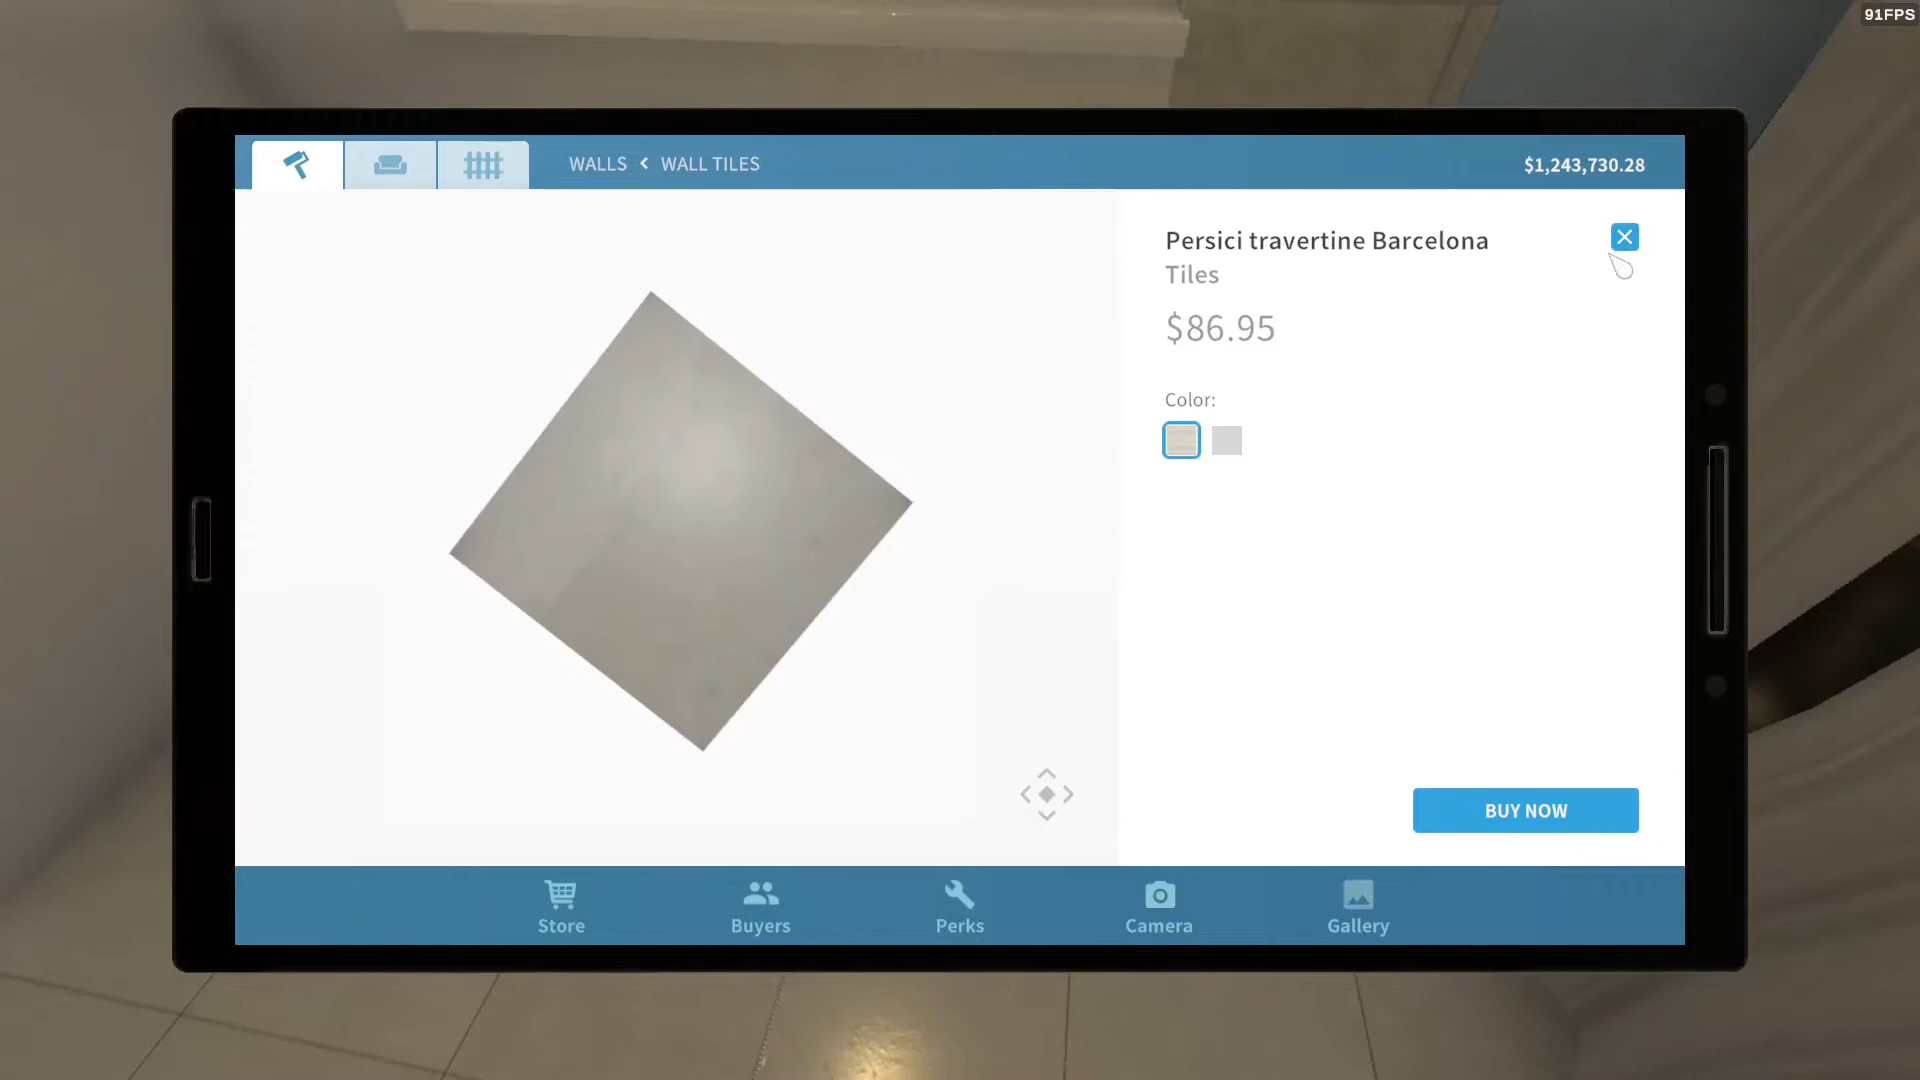 91FPS
WALLS < WALL TILES
$1,243,730.28
Persici travertine Barcelona
Tiles
$86.95
Color:
BUY NOW
Store
Buyers
Perks
Camera
Gallery